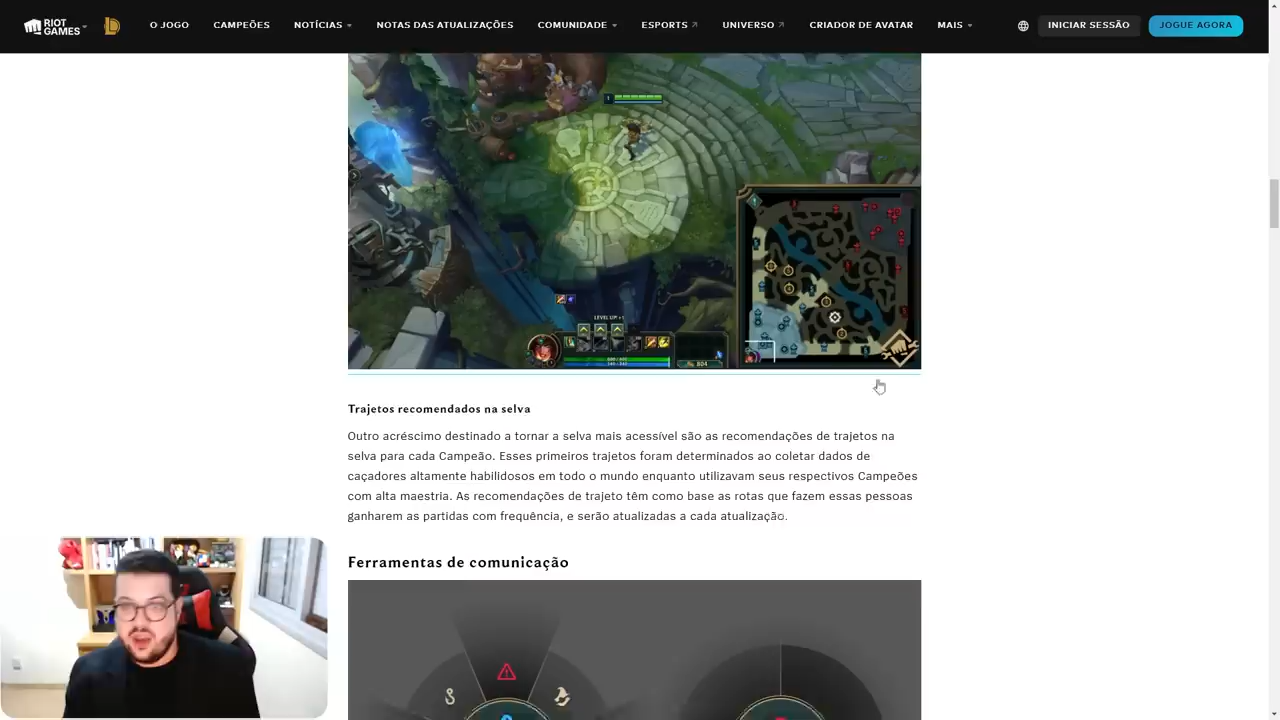 RIOT GAMES
O JOGO
CAMPEÕES
NOTÍCIAS
NOTAS DAS ATUALIZAÇÕES
COMUNIDADE
ESPORTS
UNIVERSO
CRIADOR DE AVATAR
MAIS
INICIAR SESSÃO
JOGUE AGORA
LEVEL UP +1
804
Trajetos recomendados na selva
Outro acréscimo destinado a tornar a selva mais acessível são as recomendações de trajetos na
selva para cada Campeão. Esses primeiros trajetos foram determinados ao coletar dados de
caçadores altamente habilidosos em todo o mundo enquanto utilizavam seus respectivos Campeões
com alta maestria. As recomendações de trajeto têm como base as rotas que fazem essas pessoas
ganharem as partidas com frequência, e serão atualizadas a cada atualização.
Ferramentas de comunicação